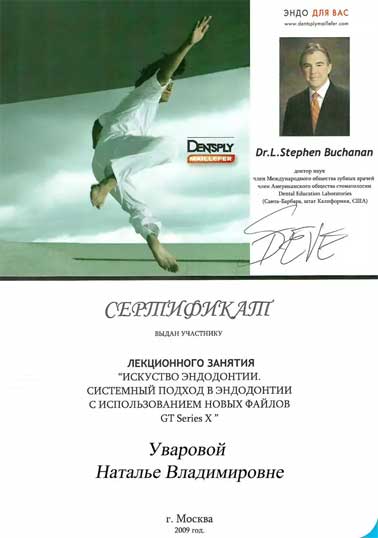 ЭНДО ДЛЯ ВАС
www.dentsplymaillefer.com
DENTSPLY
MAILLEFER
Dr.L.Stephen Buchanan
доктор наук
член Международного общества зубных врачей
член Американского общества стоматологии
Dental Education Laboratories
(Санта-Барбара, штат Калифорния, США)
STEVE
СЕРТИФИКАТ
ВЫДАН УЧАСТНИКУ
ЛЕКЦИОННОГО ЗАНЯТИЯ
"ИСКУСТВО ЭНДОДОНТИИ.
СИСТЕМНЫЙ ПОДХОД В ЭНДОДОНТИИ
С ИСПОЛЬЗОВАНИЕМ НОВЫХ ФАЙЛОВ
GT Series X "
Уваровой
Наталье Владимировне
г. Москва
2009 год.